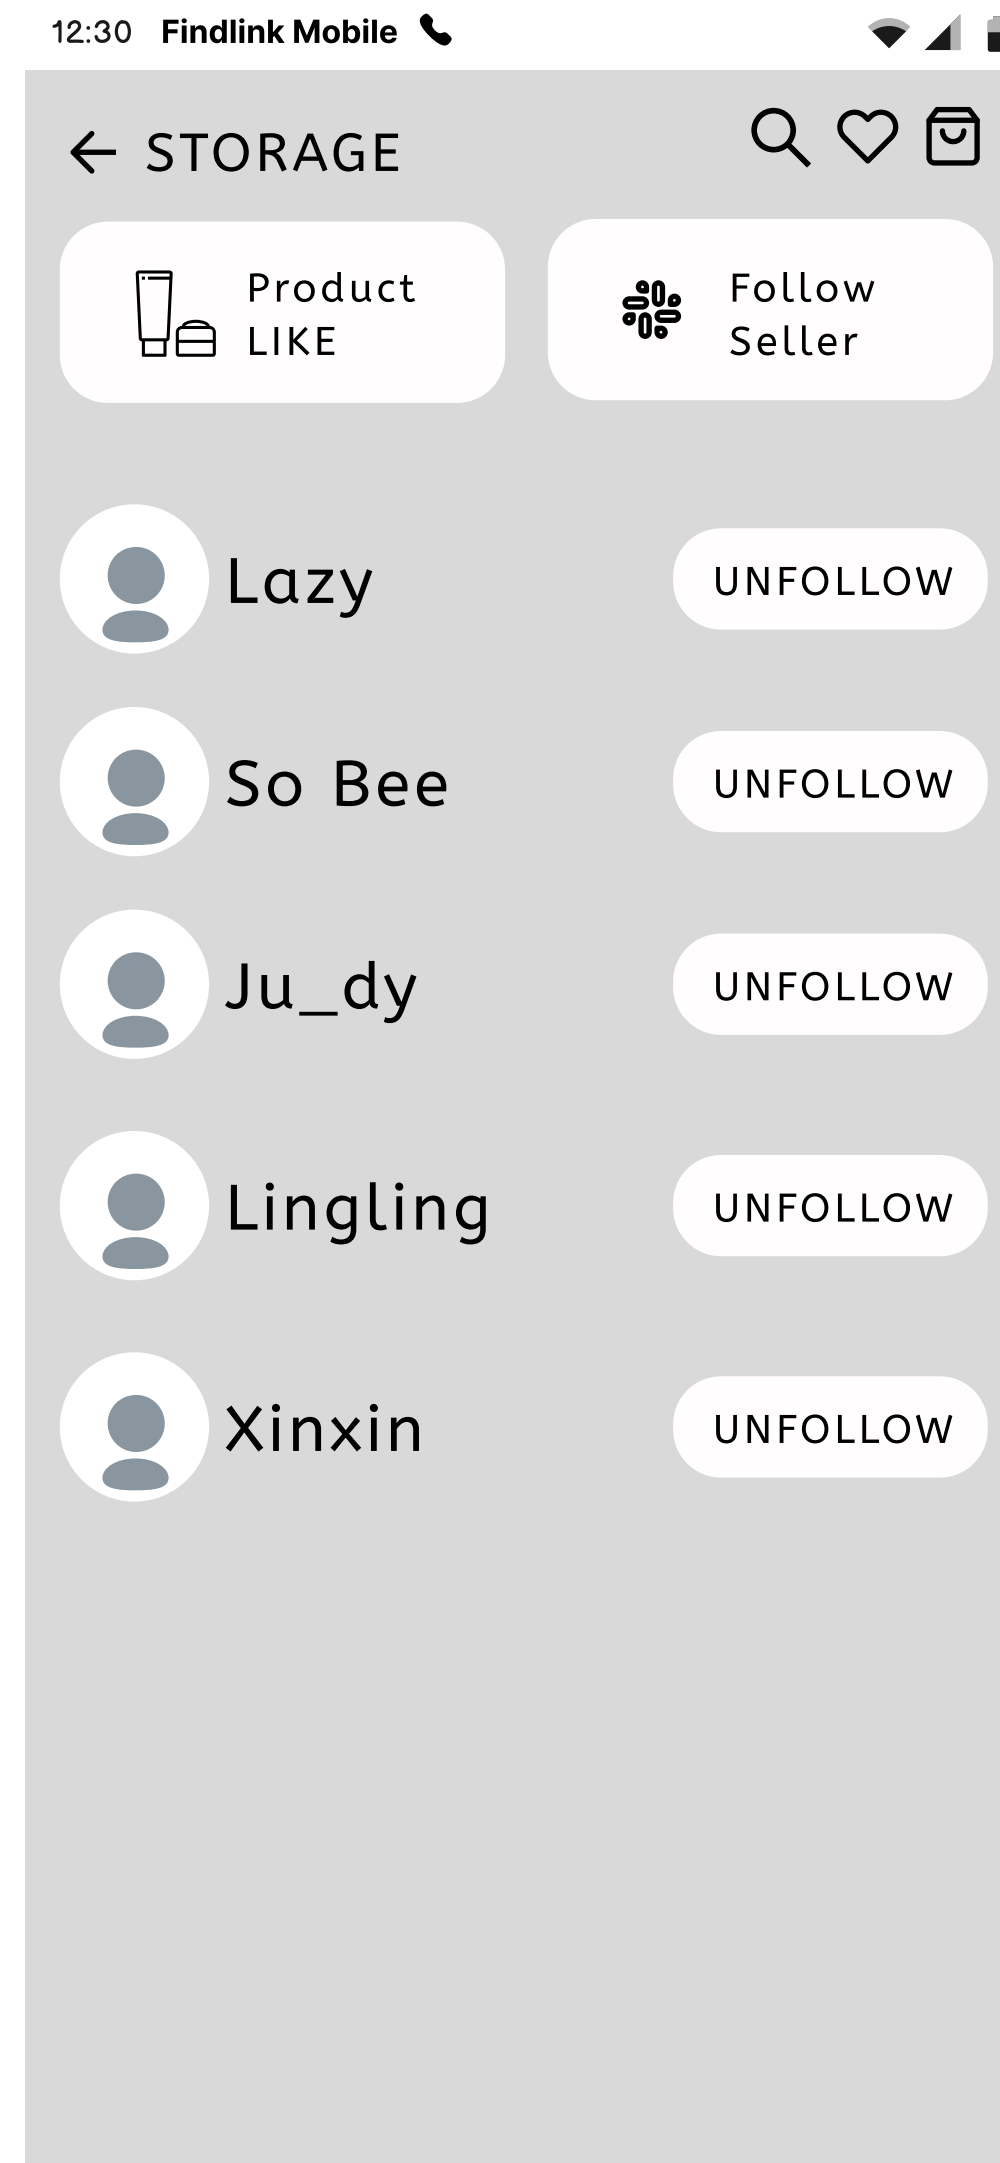 12:30 Findlink Mobile
STORAGE
Product
LIKE
Follow
Seller
Lazy
UNFOLLOW
So Bee
UNFOLLOW
Ju_dy
UNFOLLOW
Lingling
UNFOLLOW
Xinxin
UNFOLLOW